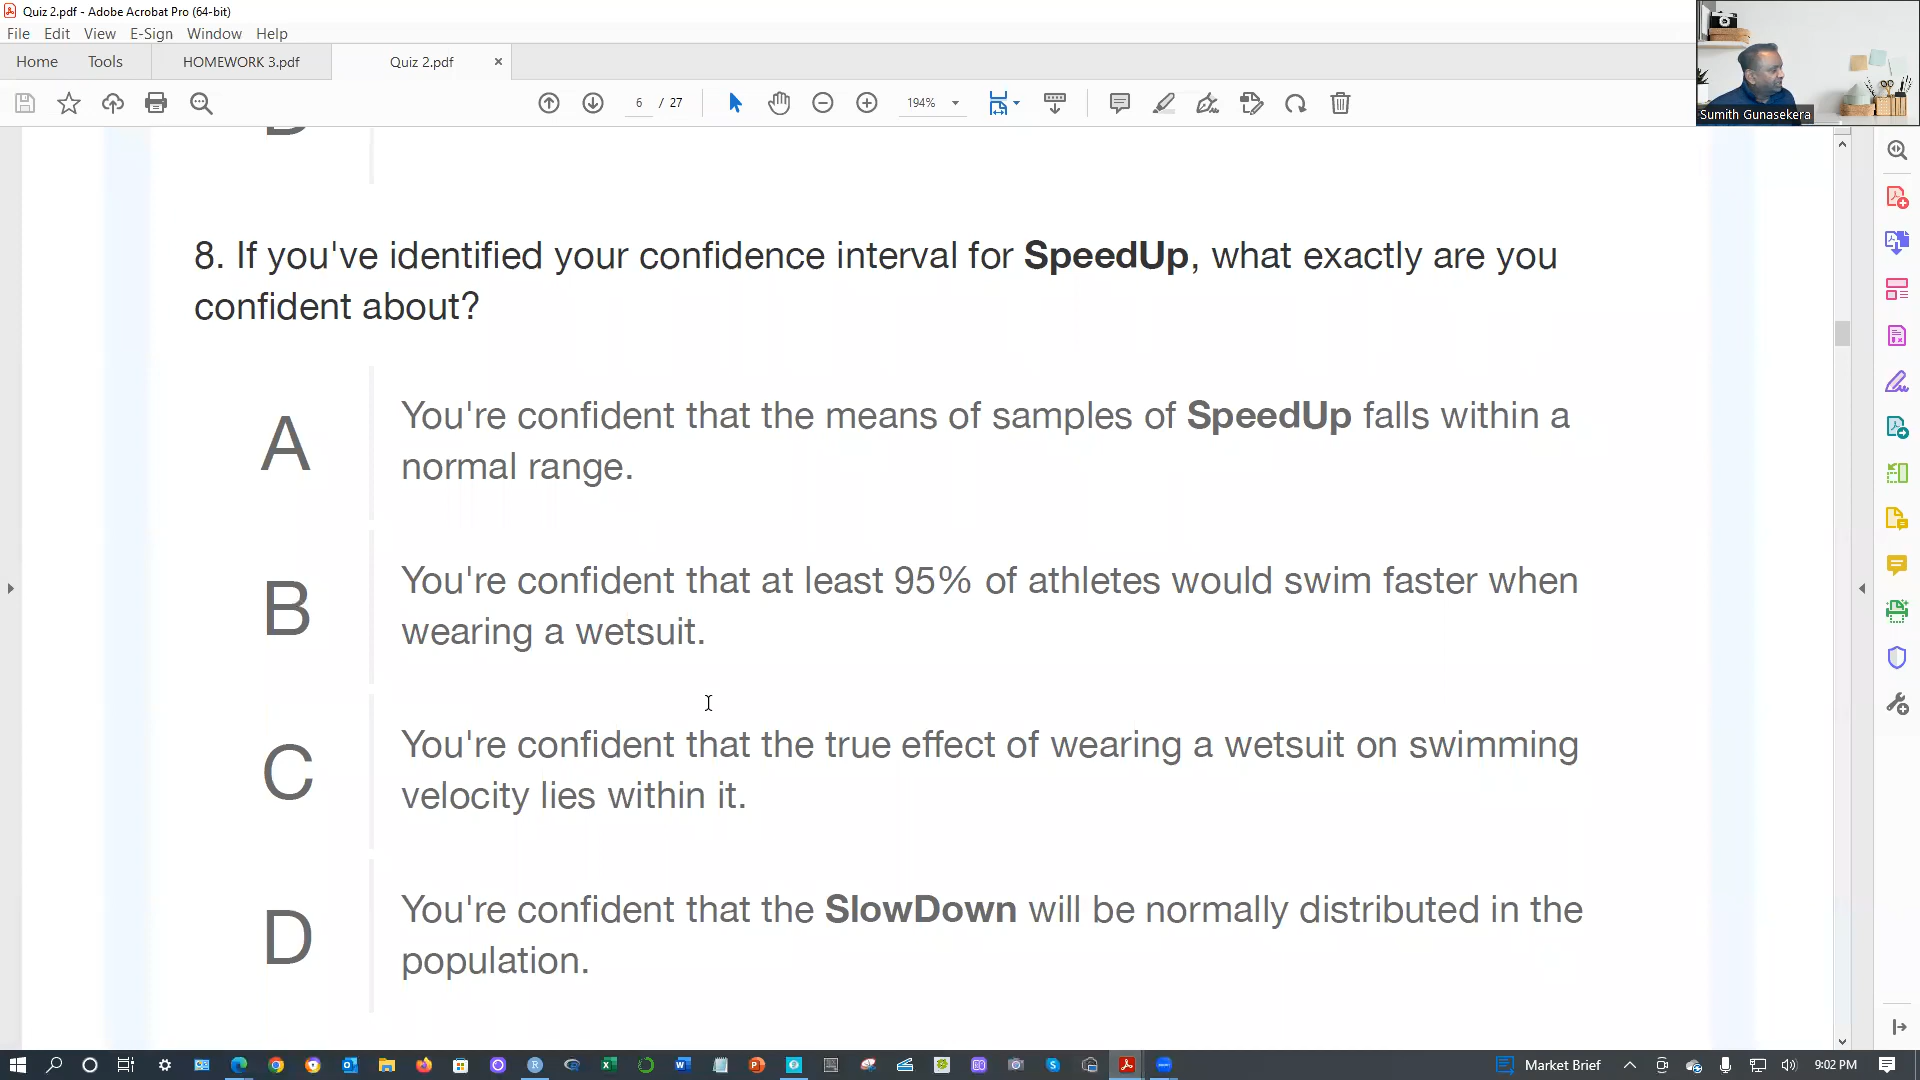 Quiz 2.pdf - Adobe Acrobat Pro (64-bit)
File Edit View E-Sign Window Help
Home Tools HOMEWORK 3.pdf Quiz 2.pdf ×
6 / 27 194%
Sumith Gunasekera
8. If you've identified your confidence interval for SpeedUp, what exactly are you
confident about?
A
You're confident that the means of samples of SpeedUp falls within a
normal range.
B
You're confident that at least 95% of athletes would swim faster when
wearing a wetsuit.
C
You're confident that the true effect of wearing a wetsuit on swimming
velocity lies within it.
D
You're confident that the SlowDown will be normally distributed in the
population.
Market Brief 9:02 PM